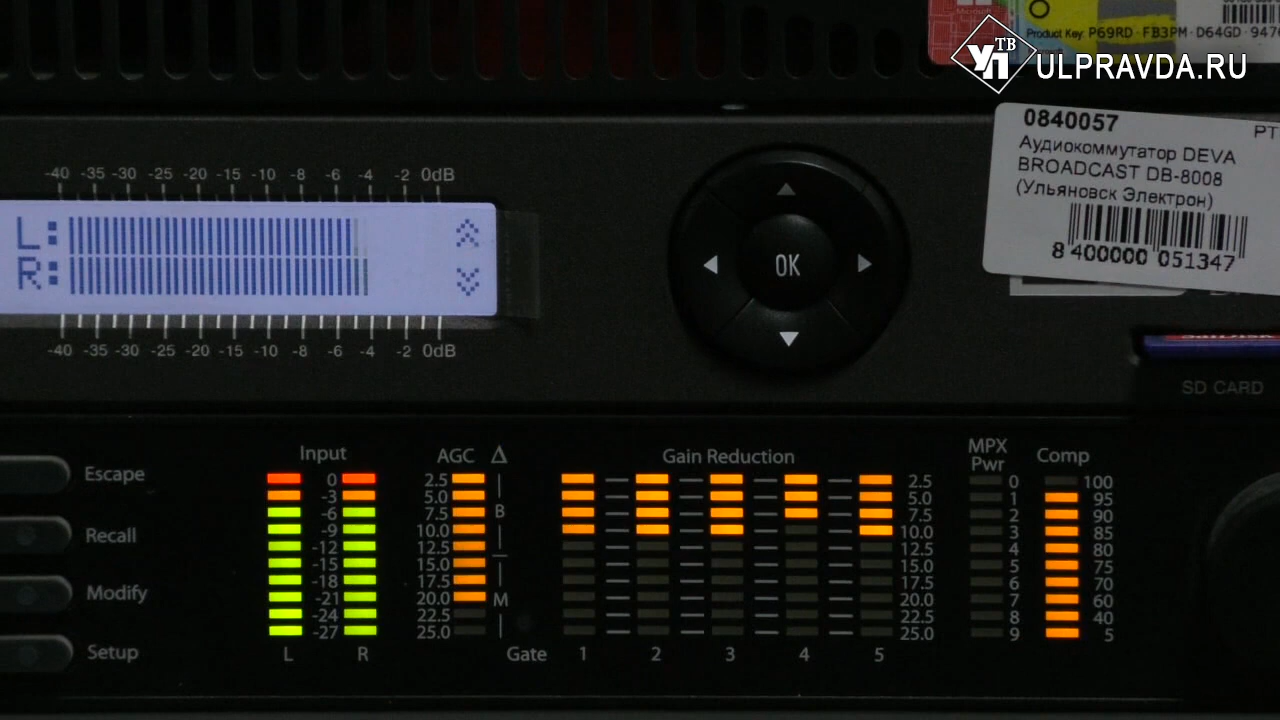 Microsoft
Product Key: P69RD-FB3PM-D64GD-947
УП ТВ
ULPRAVDA.RU
0840057
РТ
Аудиокоммутатор DEVA
BROADCAST DB-8008
(Ульяновск Электрон)
8 400000 051347
-40 -35 -30 -25 -20 -15 -10 -8 -6 -4 -2 0dB
L:
R:
-40 -35 -30 -25 -20 -15 -10 -8 -6 -4 -2 0dB
OK
SD CARD
Escape
Recall
Modify
Setup
Input
0
-3
-6
-9
-12
-15
-18
-21
-24
-27
L R
AGC Δ
2.5
5.0
7.5
10.0
12.5
15.0
17.5
20.0
22.5
25.0
B
M
Gate
Gain Reduction
2.5
5.0
7.5
10.0
12.5
15.0
17.5
20.0
22.5
25.0
1 2 3 4 5
MPX
Pwr
0
1
2
3
4
5
6
7
8
9
Comp
100
95
90
85
80
75
70
60
40
5